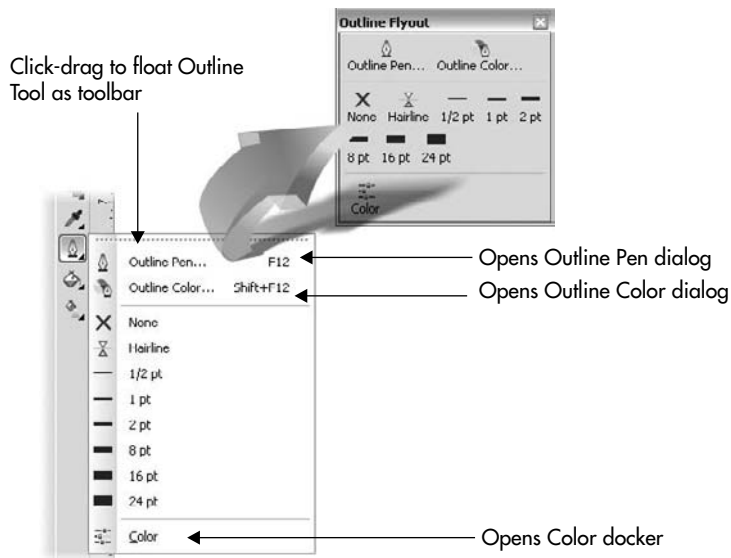 Outline Flyout
Outline Pen... Outline Color...
None Hairline 1/2 pt 1 pt 2 pt
8 pt 16 pt 24 pt
Color
Click-drag to float Outline
Tool as toolbar
Outline Pen... F12
Opens Outline Pen dialog
Outline Color... Shift+F12
Opens Outline Color dialog
None
Hairline
1/2 pt
1 pt
2 pt
8 pt
16 pt
24 pt
Color
Opens Color docker